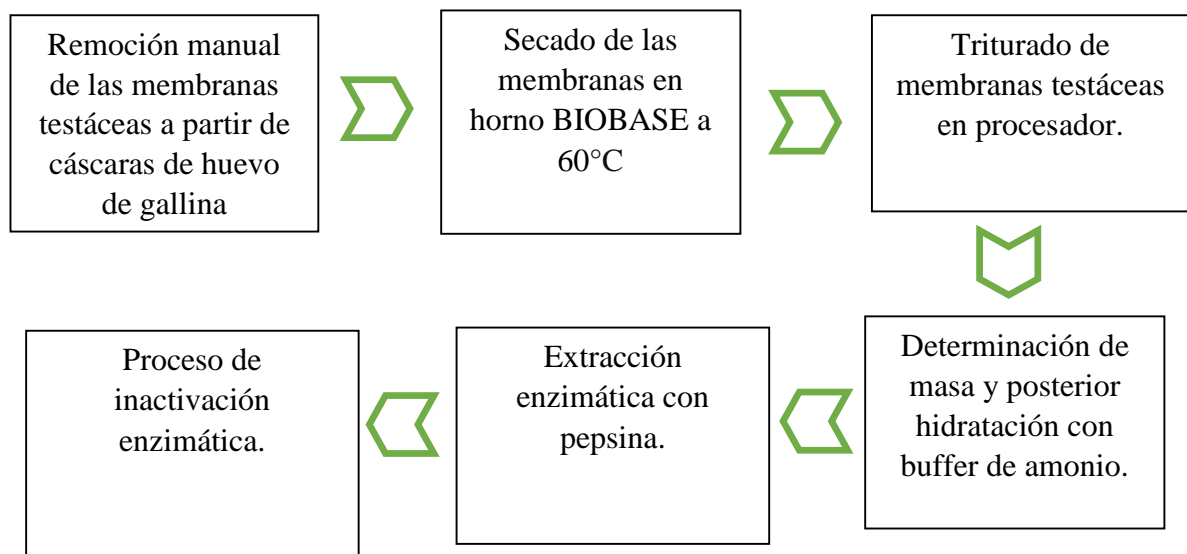 Remoción manual
de las membranas
testáceas a partir de
cáscaras de huevo
de gallina
Secado de las
membranas en
horno BIOBASE a
60°C
Triturado de
membranas testáceas
en procesador.
Determinación de
masa y posterior
hidratación con
buffer de amonio.
Extracción
enzimática con
pepsina.
Proceso de
inactivación
enzimática.